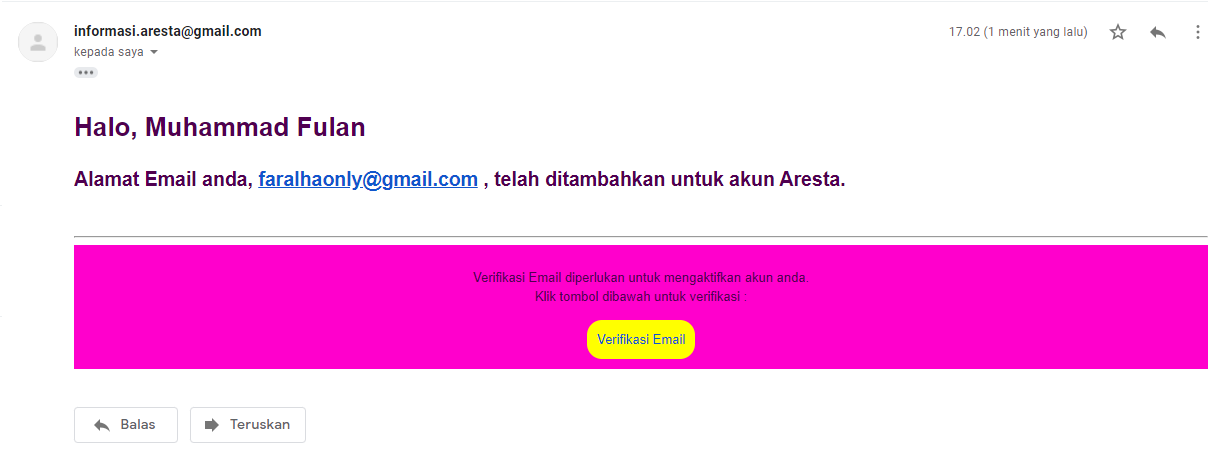 informasi.aresta@gmail.com
17.02 (1 menit yang lalu)
kepada saya
Halo, Muhammad Fulan
Alamat Email anda, faralhaonly@gmail.com , telah ditambahkan untuk akun Aresta.
Verifikasi Email diperlukan untuk mengaktifkan akun anda.
Klik tombol dibawah untuk verifikasi :
Verifikasi Email
Balas
Teruskan